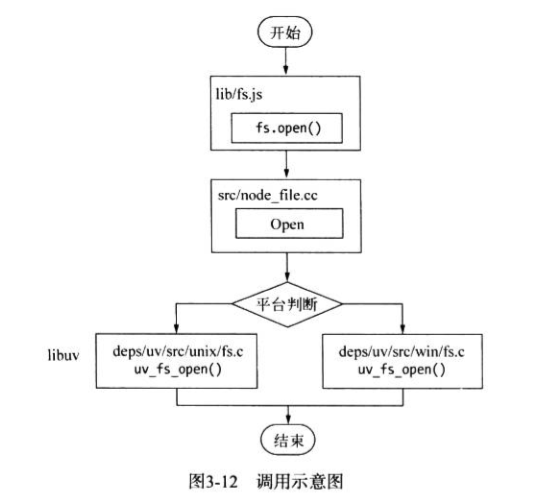 开始
lib/fs.js
fs.open()
src/node_file.cc
Open
平台判断
libuv
deps/uv/src/unix/fs.c
uv_fs_open()
deps/uv/src/win/fs.c
uv_fs_open()
结束
图3-12 调用示意图